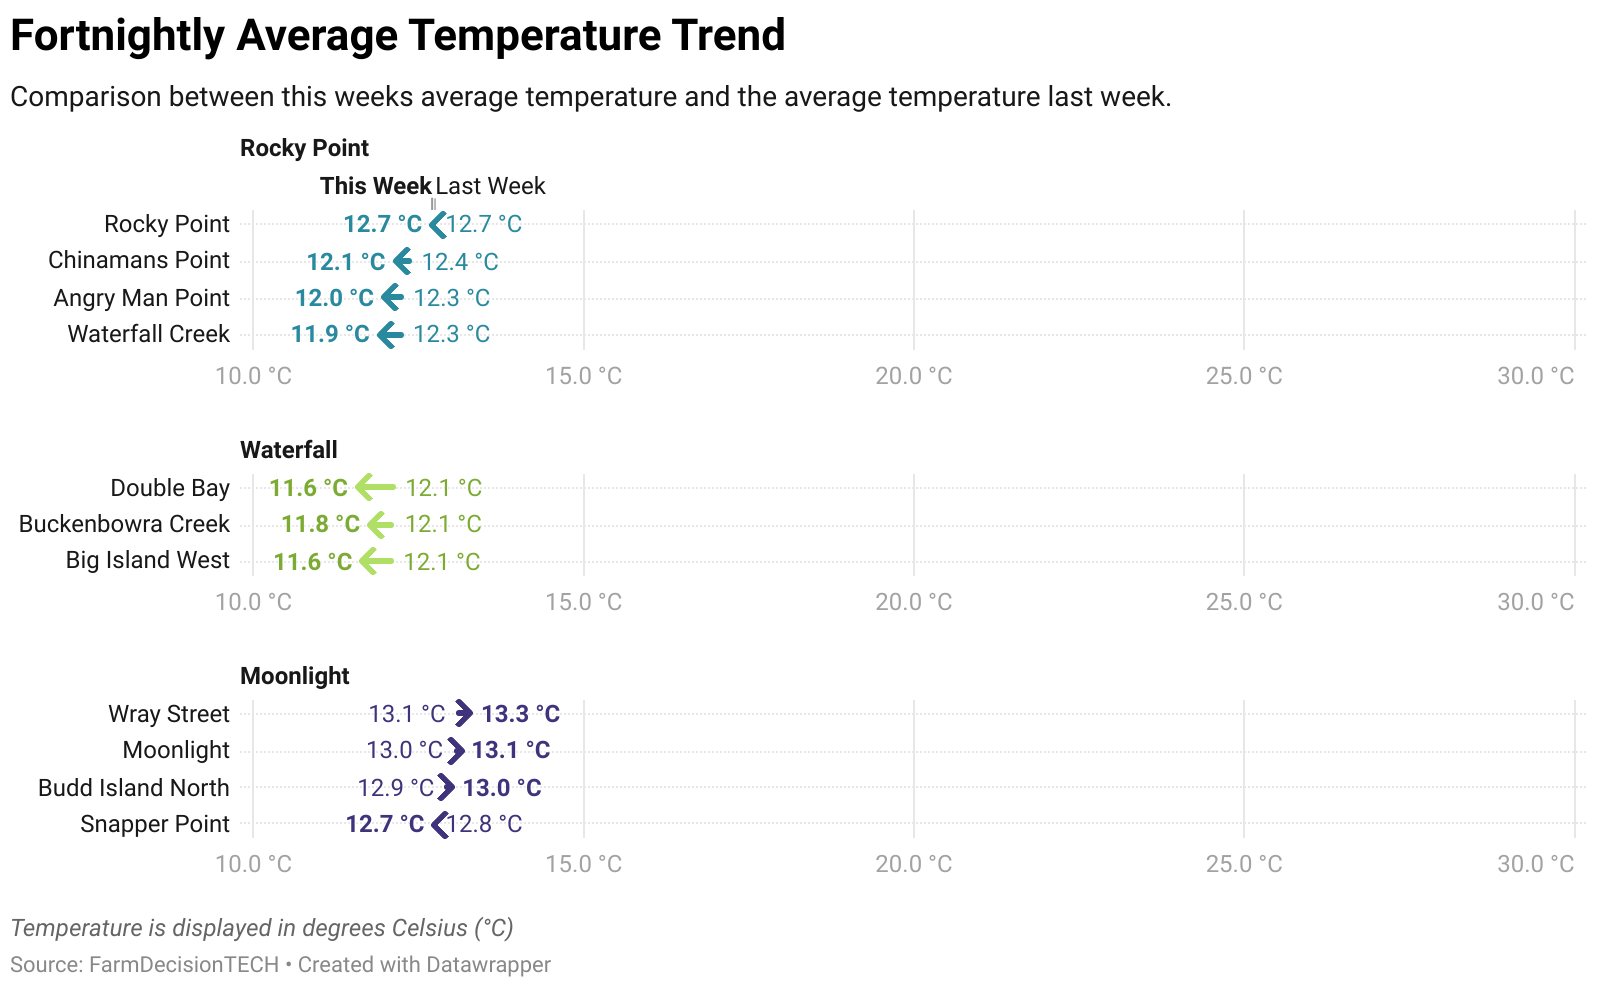 Fortnightly Average Temperature Trend
Comparison between this weeks average temperature and the average temperature last week.
Rocky Point
This Week Last Week
Rocky Point 12.7 °C 12.7 °C
Chinamans Point 12.1 °C 12.4 °C
Angry Man Point 12.0 °C 12.3 °C
Waterfall Creek 11.9 °C 12.3 °C
10.0 °C 15.0 °C 20.0 °C 25.0 °C 30.0 °C
Waterfall
Double Bay 11.6 °C 12.1 °C
Buckenbowra Creek 11.8 °C 12.1 °C
Big Island West 11.6 °C 12.1 °C
10.0 °C 15.0 °C 20.0 °C 25.0 °C 30.0 °C
Moonlight
Wray Street 13.1 °C 13.3 °C
Moonlight 13.0 °C 13.1 °C
Budd Island North 12.9 °C 13.0 °C
Snapper Point 12.7 °C 12.8 °C
10.0 °C 15.0 °C 20.0 °C 25.0 °C 30.0 °C
Temperature is displayed in degrees Celsius (°C)
Source: FarmDecisionTECH • Created with Datawrapper